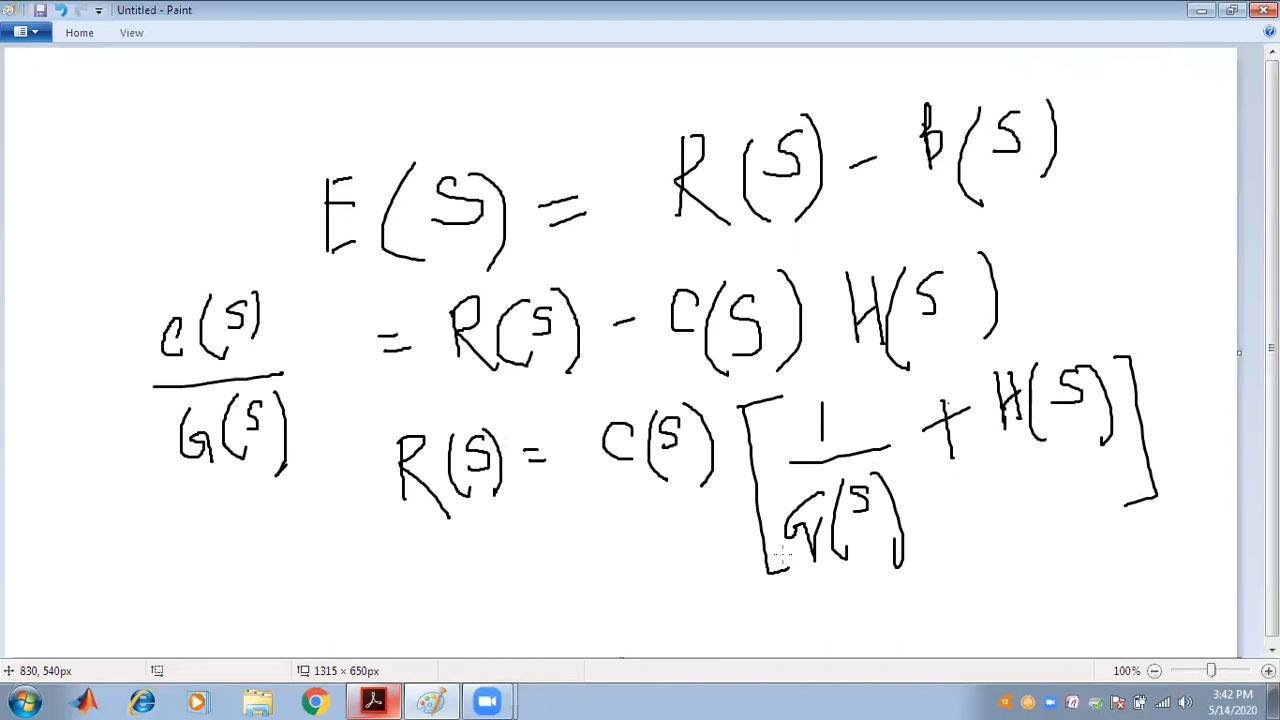 Untitled - Paint
Home View
E(S) = R(S) - B(S)
C(S)/G(S) = R(S) - C(S) H(S)
R(S) = C(S) [1/G(S) + H(S)]
830, 540px 1315 × 650px 100%
3:42 PM
5/14/2020